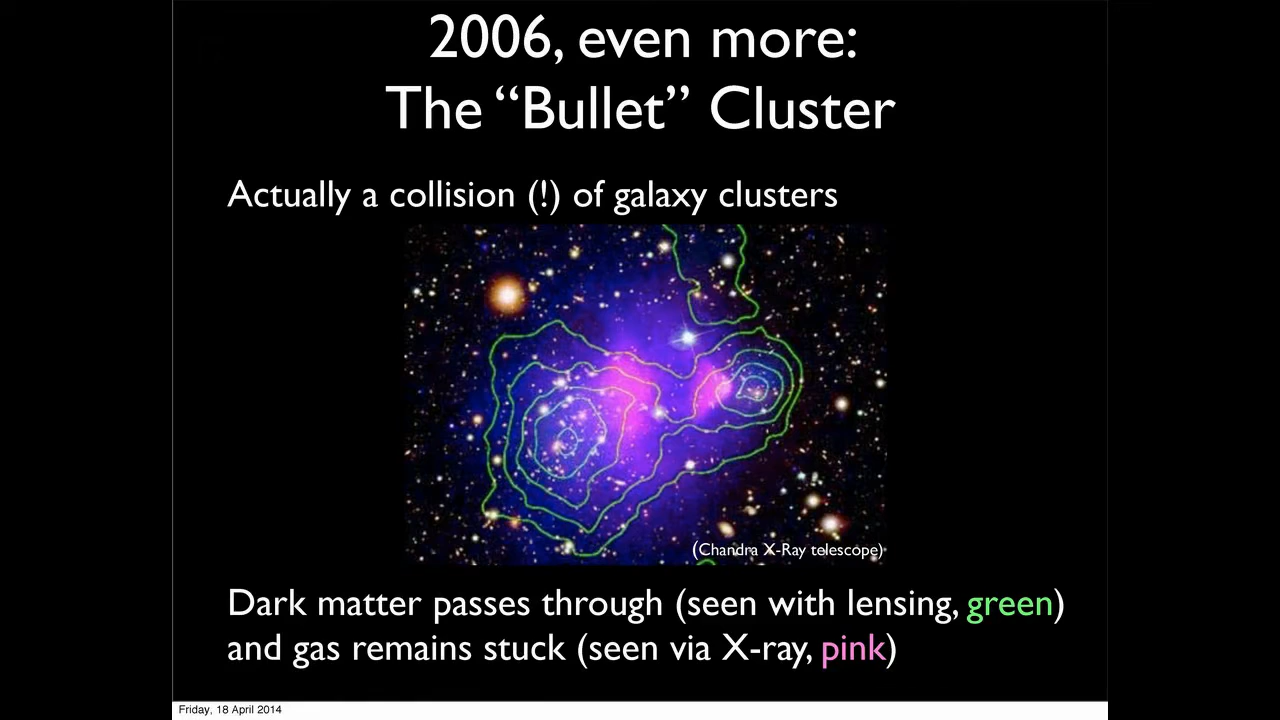 2006, even more:
The “Bullet” Cluster
Actually a collision (!) of galaxy clusters
(Chandra X-Ray telescope)
Dark matter passes through (seen with lensing, green)
and gas remains stuck (seen via X-ray, pink)
Friday, 18 April 2014